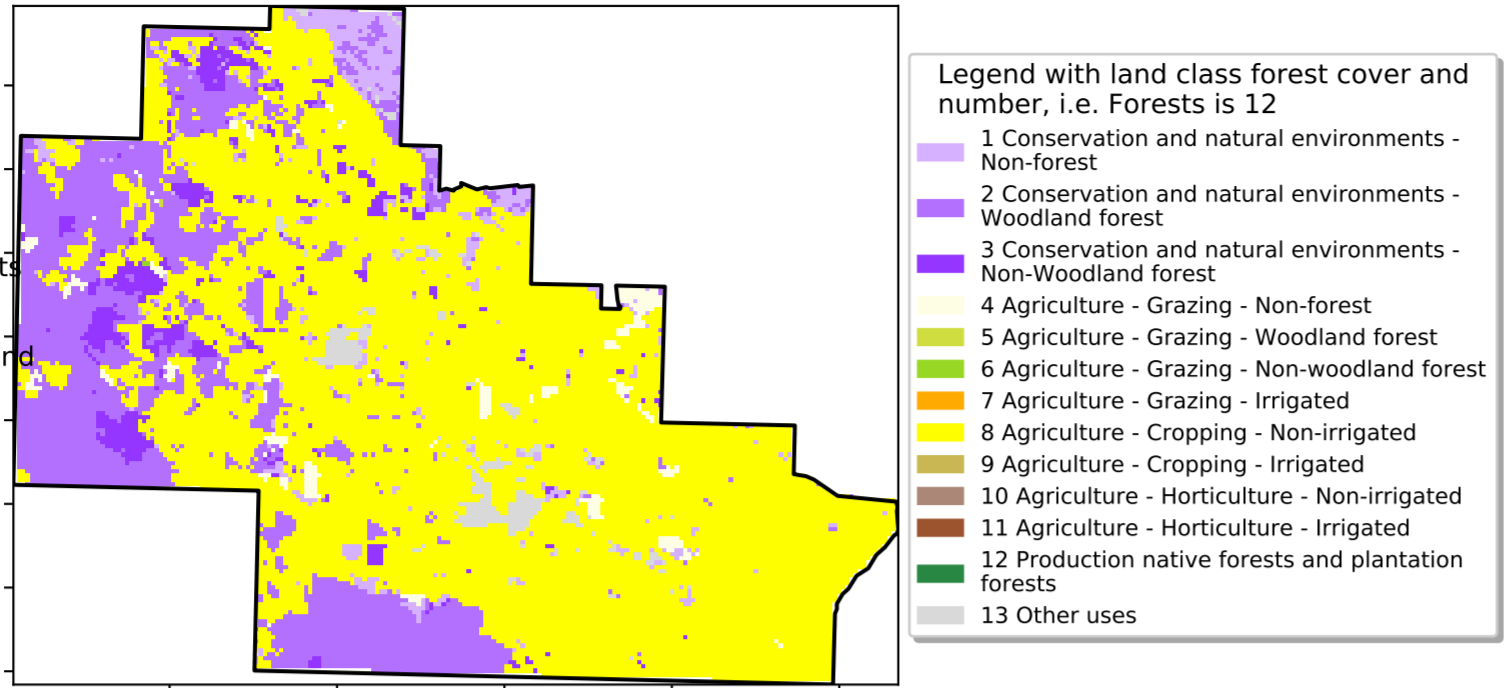 ts
nd
Legend with land class forest cover and
number, i.e. Forests is 12
1 Conservation and natural environments -
Non-forest
2 Conservation and natural environments -
Woodland forest
3 Conservation and natural environments -
Non-Woodland forest
4 Agriculture - Grazing - Non-forest
5 Agriculture - Grazing - Woodland forest
6 Agriculture - Grazing - Non-woodland forest
7 Agriculture - Grazing - Irrigated
8 Agriculture - Cropping - Non-irrigated
9 Agriculture - Cropping - Irrigated
10 Agriculture - Horticulture - Non-irrigated
11 Agriculture - Horticulture - Irrigated
12 Production native forests and plantation
forests
13 Other uses